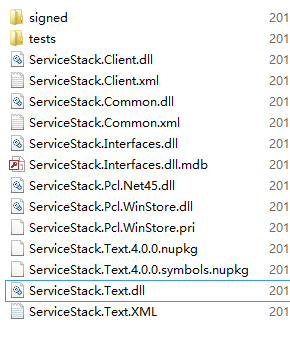 signed 201
tests 201
ServiceStack.Client.dll 201
ServiceStack.Client.xml 201
ServiceStack.Common.dll 201
ServiceStack.Common.xml 201
ServiceStack.Interfaces.dll 201
ServiceStack.Interfaces.dll.mdb 201
ServiceStack.Pcl.Net45.dll 201
ServiceStack.Pcl.WinStore.dll 201
ServiceStack.Pcl.WinStore.pri 201
ServiceStack.Text.4.0.0.nupkg 201
ServiceStack.Text.4.0.0.symbols.nupkg 201
ServiceStack.Text.dll 201
ServiceStack.Text.XML 201